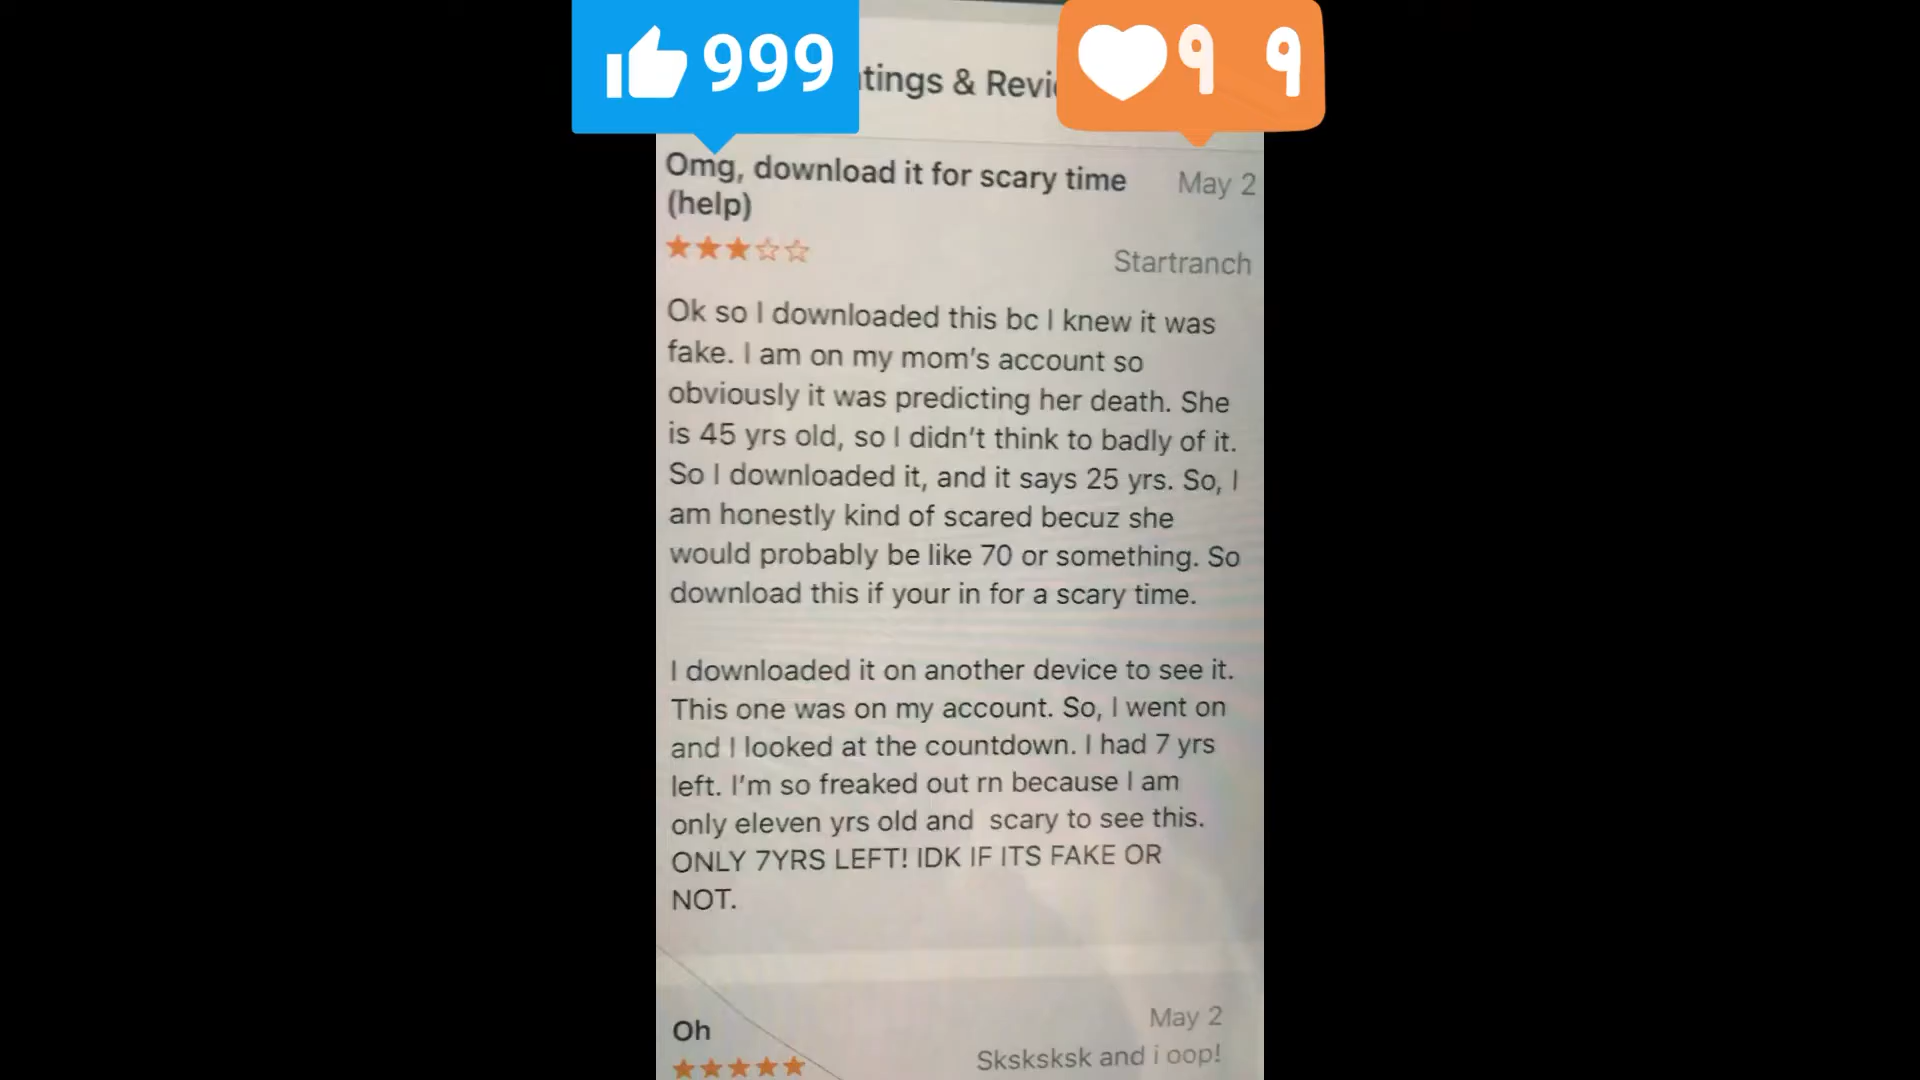 999
9 9
tings & Revi
Omg, download it for scary time
(help)
May 2
Startranch
Ok so I downloaded this bc I knew it was
fake. I am on my mom's account so
obviously it was predicting her death. She
is 45 yrs old, so I didn't think to badly of it.
So I downloaded it, and it says 25 yrs. So, I
am honestly kind of scared becuz she
would probably be like 70 or something. So
download this if your in for a scary time.
I downloaded it on another device to see it.
This one was on my account. So, I went on
and I looked at the countdown. I had 7 yrs
left. I'm so freaked out rn because I am
only eleven yrs old and scary to see this.
ONLY 7YRS LEFT! IDK IF ITS FAKE OR
NOT.
Oh
May 2
Sksksksk and i oop!